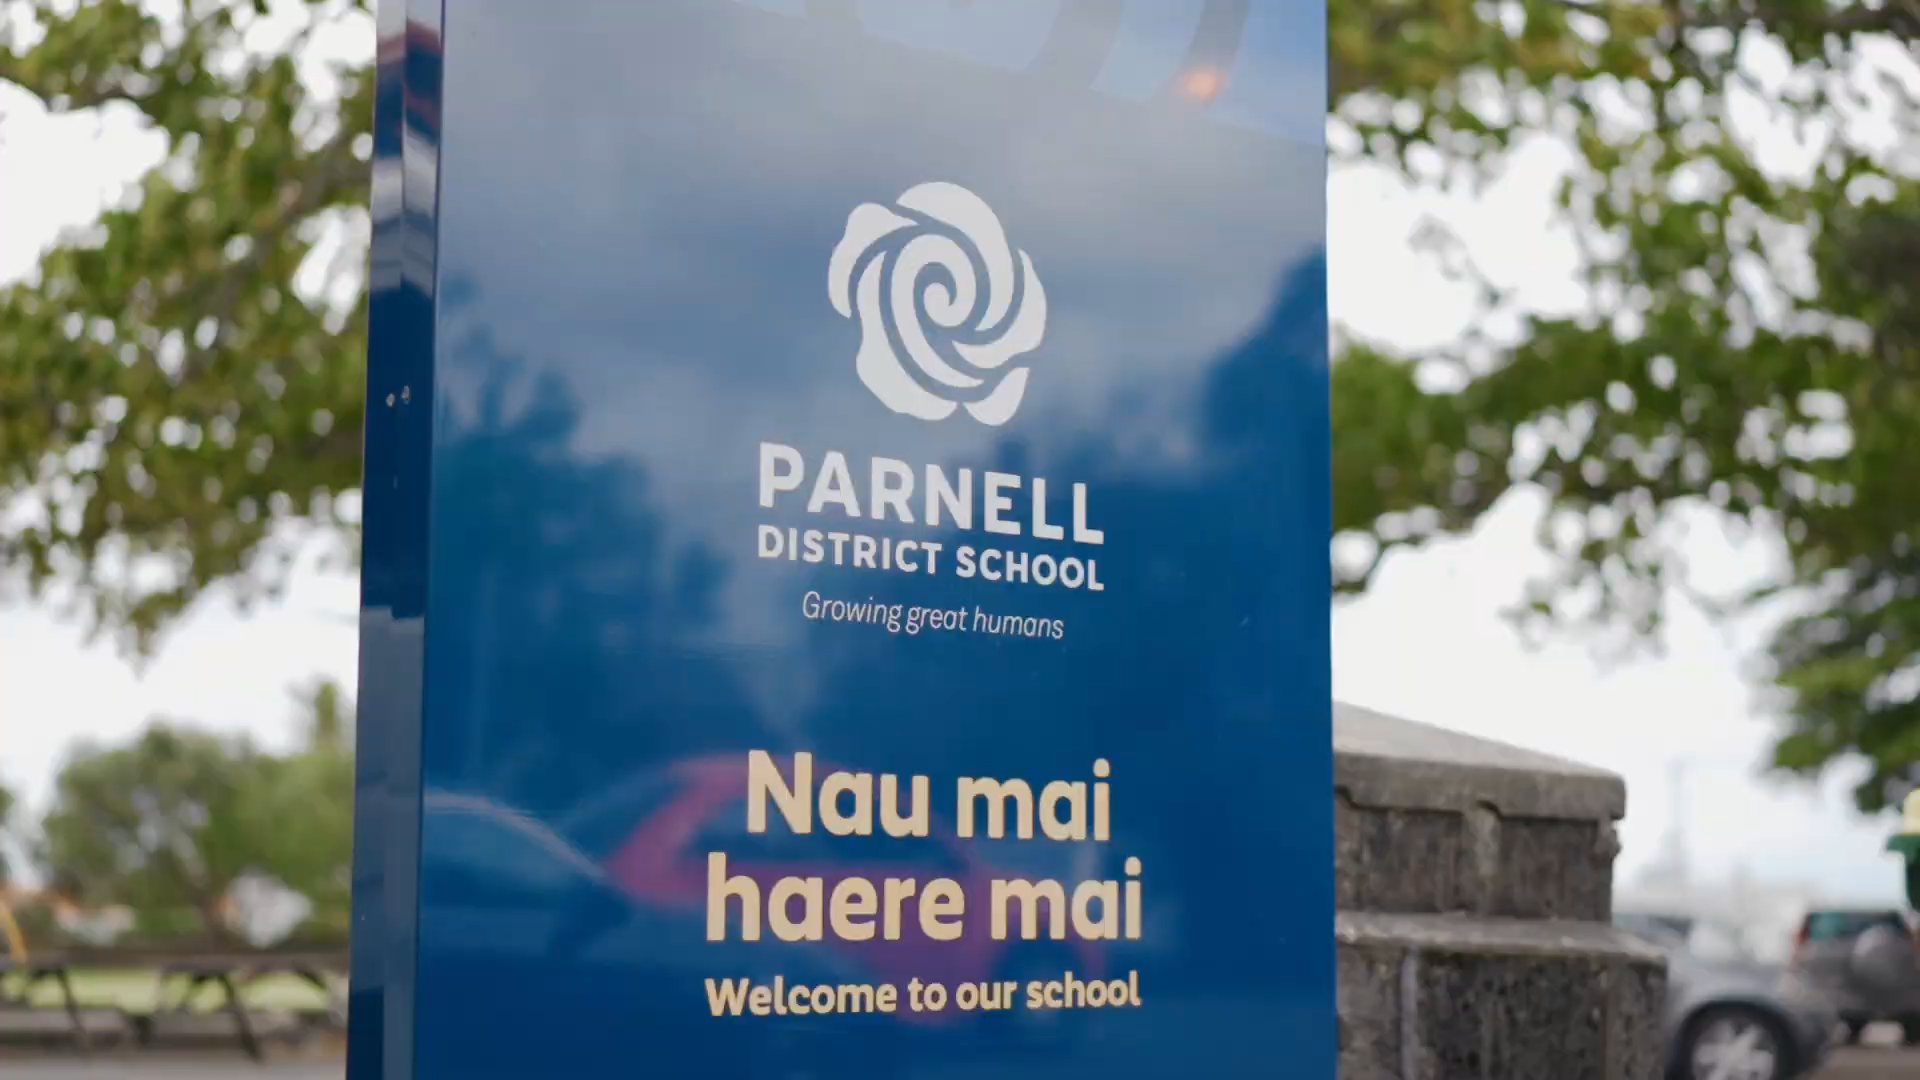 PARNELL
DISTRICT SCHOOL
Growing great humans
Nau mai
haere mai
Welcome to our school